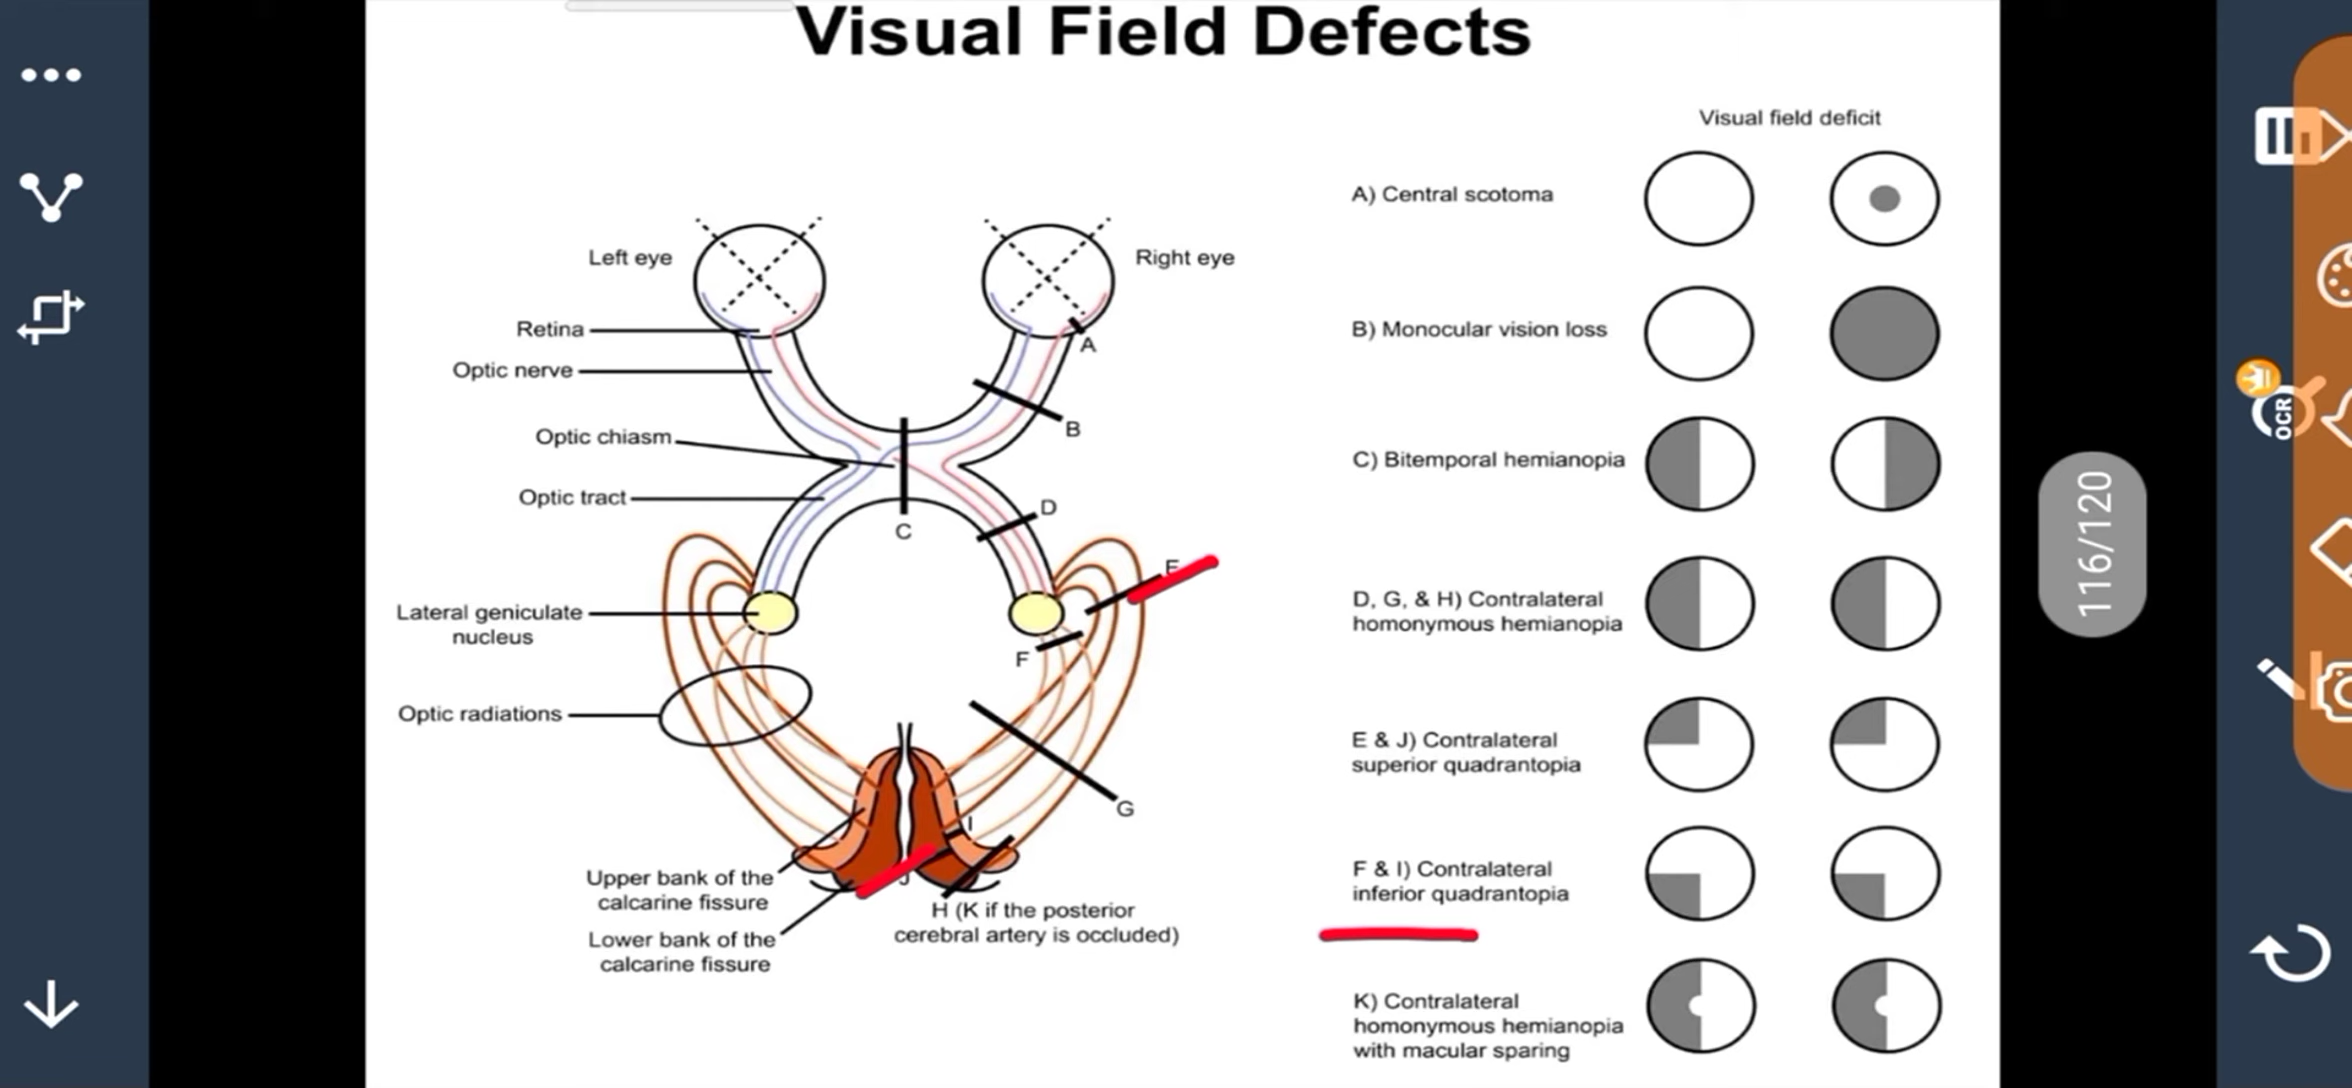 Visual Field Defects
Visual field deficit
Left eye
Right eye
Retina
Optic nerve
Optic chiasm
Optic tract
Lateral geniculate
nucleus
Optic radiations
Upper bank of the
calcarine fissure
Lower bank of the
calcarine fissure
A
B
C
D
E
F
G
I
J
H (K if the posterior
cerebral artery is occluded)
A) Central scotoma
B) Monocular vision loss
C) Bitemporal hemianopia
D, G, & H) Contralateral
homonymous hemianopia
E & J) Contralateral
superior quadrantopia
F & I) Contralateral
inferior quadrantopia
K) Contralateral
homonymous hemianopia
with macular sparing
116/120
OCR